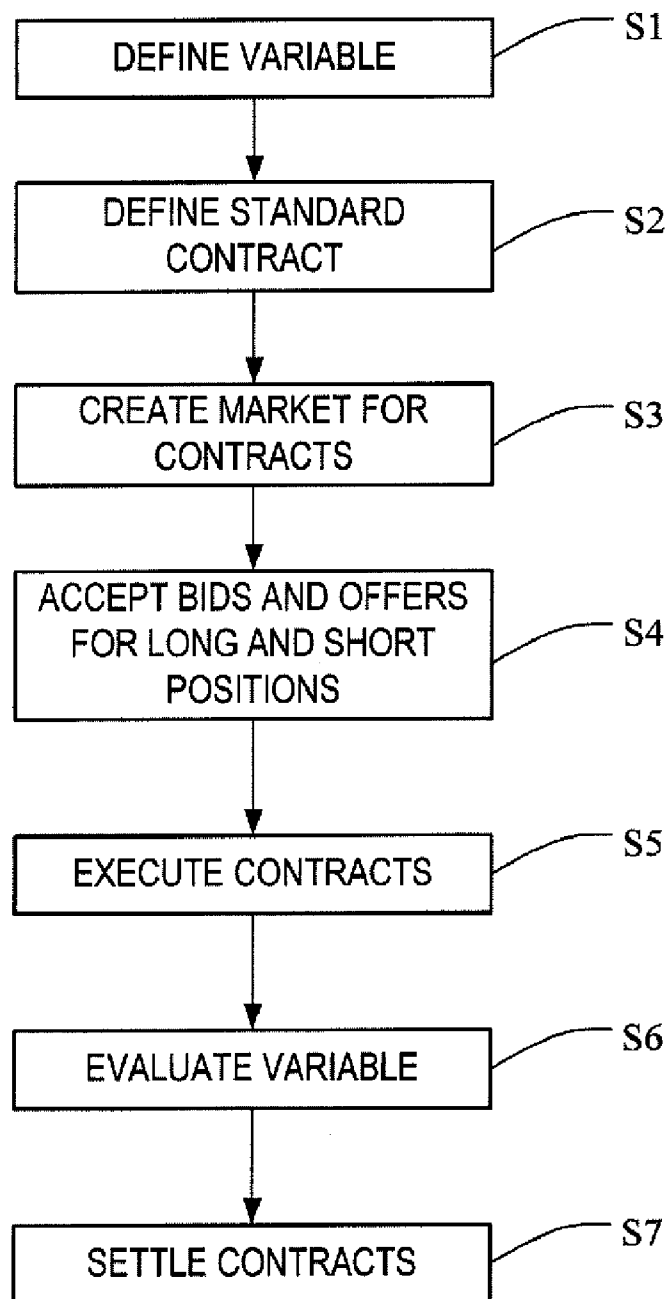 DEFINE VARIABLE
S1
DEFINE STANDARD
CONTRACT
S2
CREATE MARKET FOR
CONTRACTS
S3
ACCEPT BIDS AND OFFERS
FOR LONG AND SHORT
POSITIONS
S4
EXECUTE CONTRACTS
S5
EVALUATE VARIABLE
S6
SETTLE CONTRACTS
S7